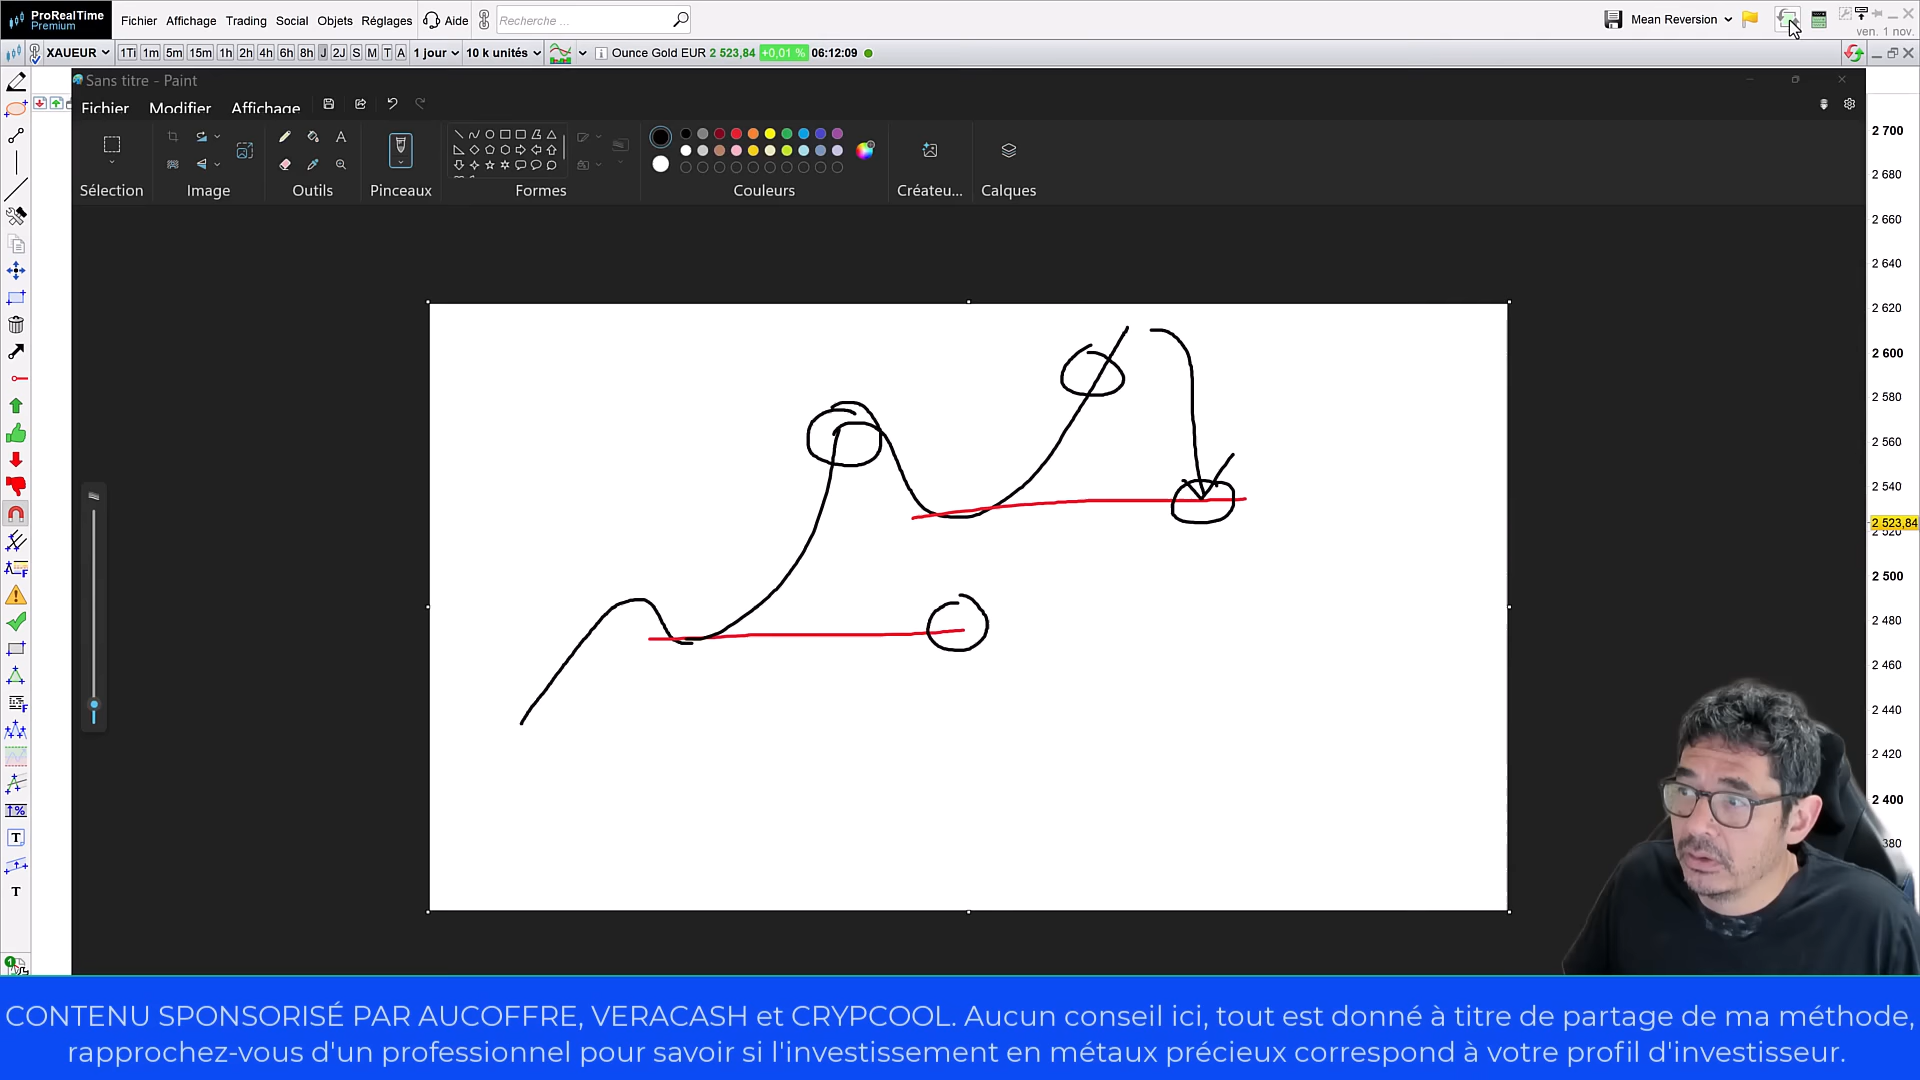 ProRealTime
Premium
Fichier Affichage Trading Social Objets Réglages Aide Recherche ... Mean Reversion
ven. 1 nov.
XAUEUR 1Ti 1m 5m 15m 1h 2h 4h 6h 8h J 2J S M T A 1 jour 10 k unités Ounce Gold EUR 2 523,84 +0,01 % 06:12:09
Sans titre - Paint
Fichier Modifier Affichage
Sélection Image Outils Pinceaux Formes Couleurs Créateu... Calques
2 700
2 680
2 660
2 640
2 620
2 600
2 580
2 560
2 540
2 523,84
2 520
2 500
2 480
2 460
2 440
2 420
2 400
380
CONTENU SPONSORISÉ PAR AUCOFFRE, VERACASH et CRYPCOOL. Aucun conseil ici, tout est donné à titre de partage de ma méthode,
rapprochez-vous d'un professionnel pour savoir si l'investissement en métaux précieux correspond à votre profil d'investisseur.